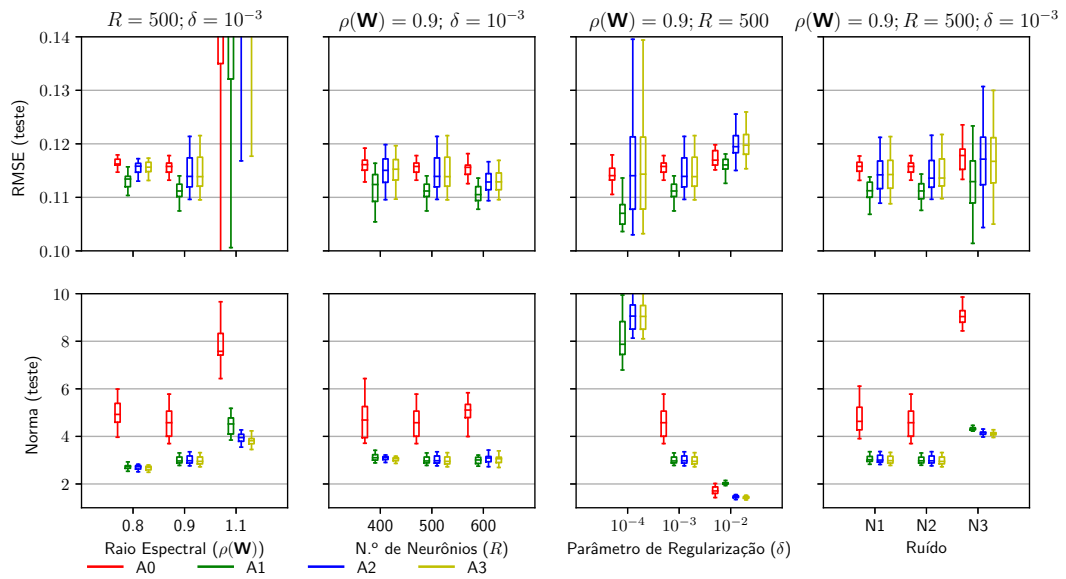 R = 500; δ = 10⁻³
ρ(W) = 0.9; δ = 10⁻³
ρ(W) = 0.9; R = 500
ρ(W) = 0.9; R = 500; δ = 10⁻³
RMSE (teste)
0.14
0.13
0.12
0.11
0.10
Norma (teste)
10
8
6
4
2
0.8 0.9 1.1
400 500 600
10⁻⁴ 10⁻³ 10⁻²
N1 N2 N3
Raio Espectral (ρ(W))
N.º de Neurônios (R)
Parâmetro de Regularização (δ)
Ruído
A0 A1 A2 A3